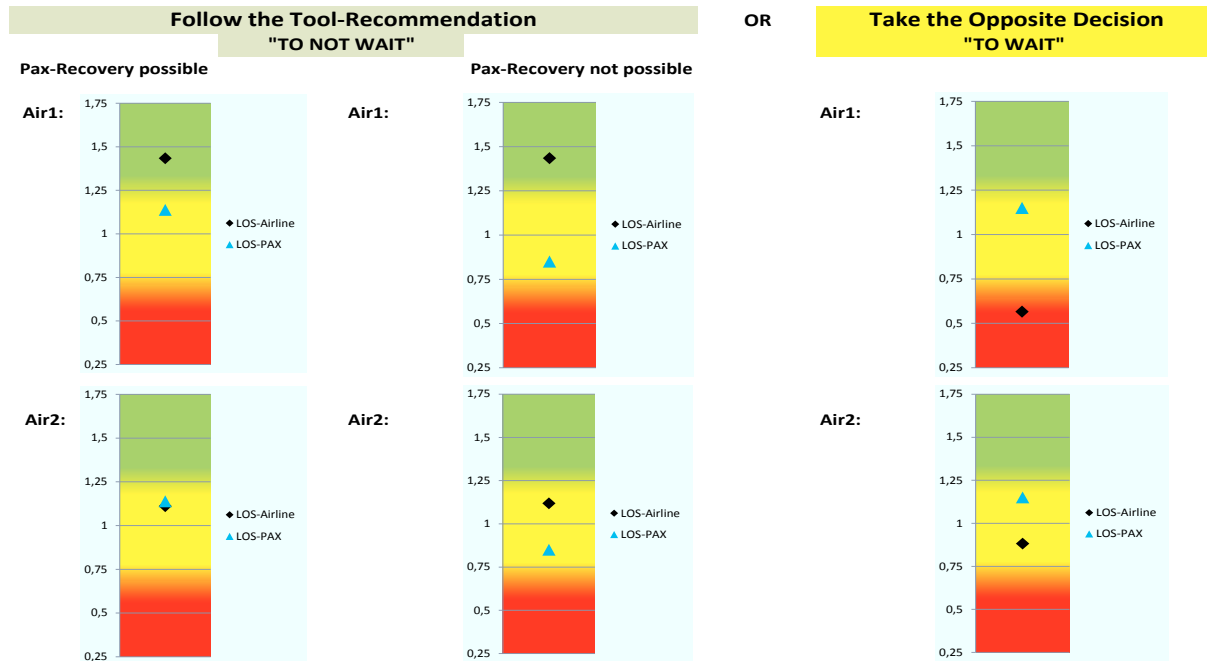 Follow the Tool-Recommendation OR Take the Opposite Decision
"TO NOT WAIT" "TO WAIT"
Pax-Recovery possible Pax-Recovery not possible
Air1:
1,75
1,5
1,25
1
0,75
0,5
0,25
LOS-Airline
LOS-PAX
Air1:
1,75
1,5
1,25
1
0,75
0,5
0,25
LOS-Airline
LOS-PAX
Air1:
1,75
1,5
1,25
1
0,75
0,5
0,25
LOS-Airline
LOS-PAX
Air2:
1,75
1,5
1,25
1
0,75
0,5
0,25
LOS-Airline
LOS-PAX
Air2:
1,75
1,5
1,25
1
0,75
0,5
0,25
LOS-Airline
LOS-PAX
Air2:
1,75
1,5
1,25
1
0,75
0,5
0,25
LOS-Airline
LOS-PAX